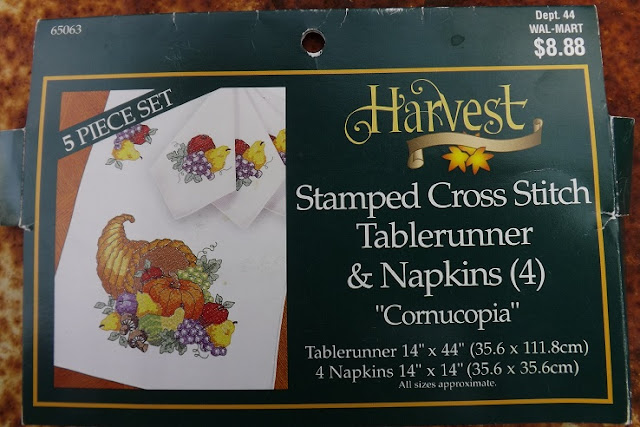 65063
Dept. 44
WAL-MART
$8.88
5 PIECE SET
Harvest
Stamped Cross Stitch
Tablerunner
& Napkins (4)
"Cornucopia"
Tablerunner 14" x 44" (35.6 x 111.8cm)
4 Napkins 14" x 14" (35.6 x 35.6cm)
All sizes approximate.